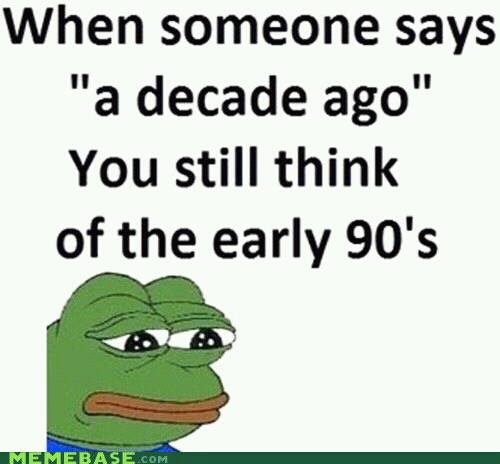 When someone says
"a decade ago"
You still think
of the early 90's
MEMEBASE.COM